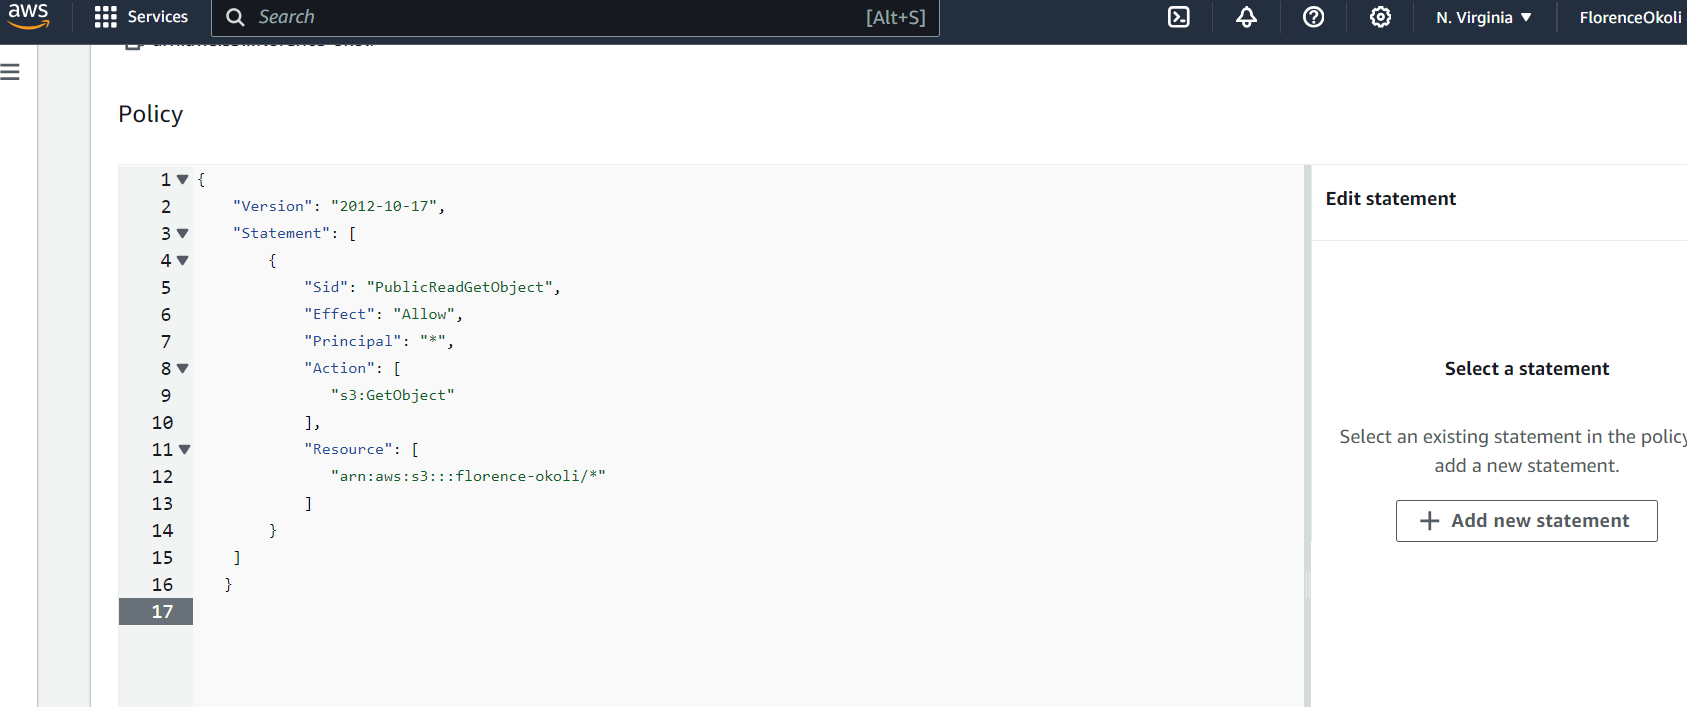 aws
Services
Search
[Alt+S]
N. Virginia
FlorenceOkoli
Policy
1 {
2 "Version": "2012-10-17",
3 "Statement": [
4 {
5 "Sid": "PublicReadGetObject",
6 "Effect": "Allow",
7 "Principal": "*",
8 "Action": [
9 "s3:GetObject"
10 ],
11 "Resource": [
12 "arn:aws:s3:::florence-okoli/*"
13 ]
14 }
15 ]
16 }
17
Edit statement
Select a statement
Select an existing statement in the policy
add a new statement.
+ Add new statement